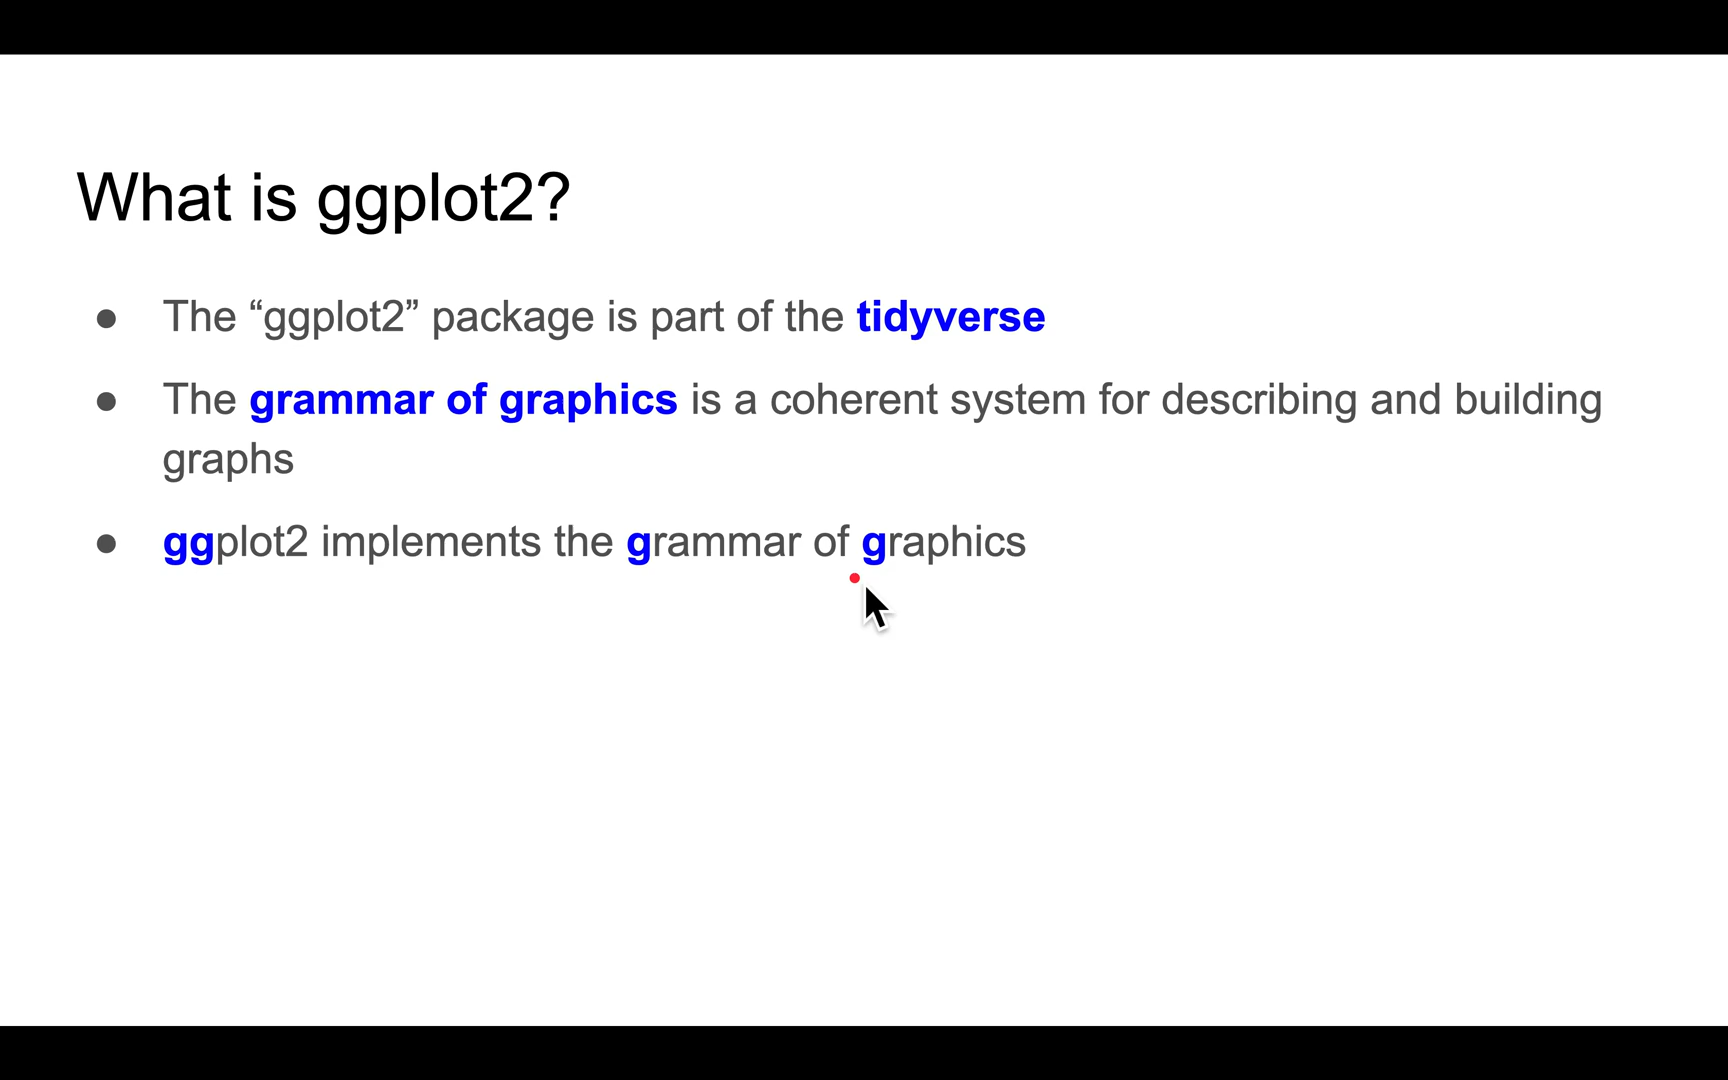 What is ggplot2?
● The “ggplot2” package is part of the tidyverse
● The grammar of graphics is a coherent system for describing and building
graphs
● ggplot2 implements the grammar of graphics